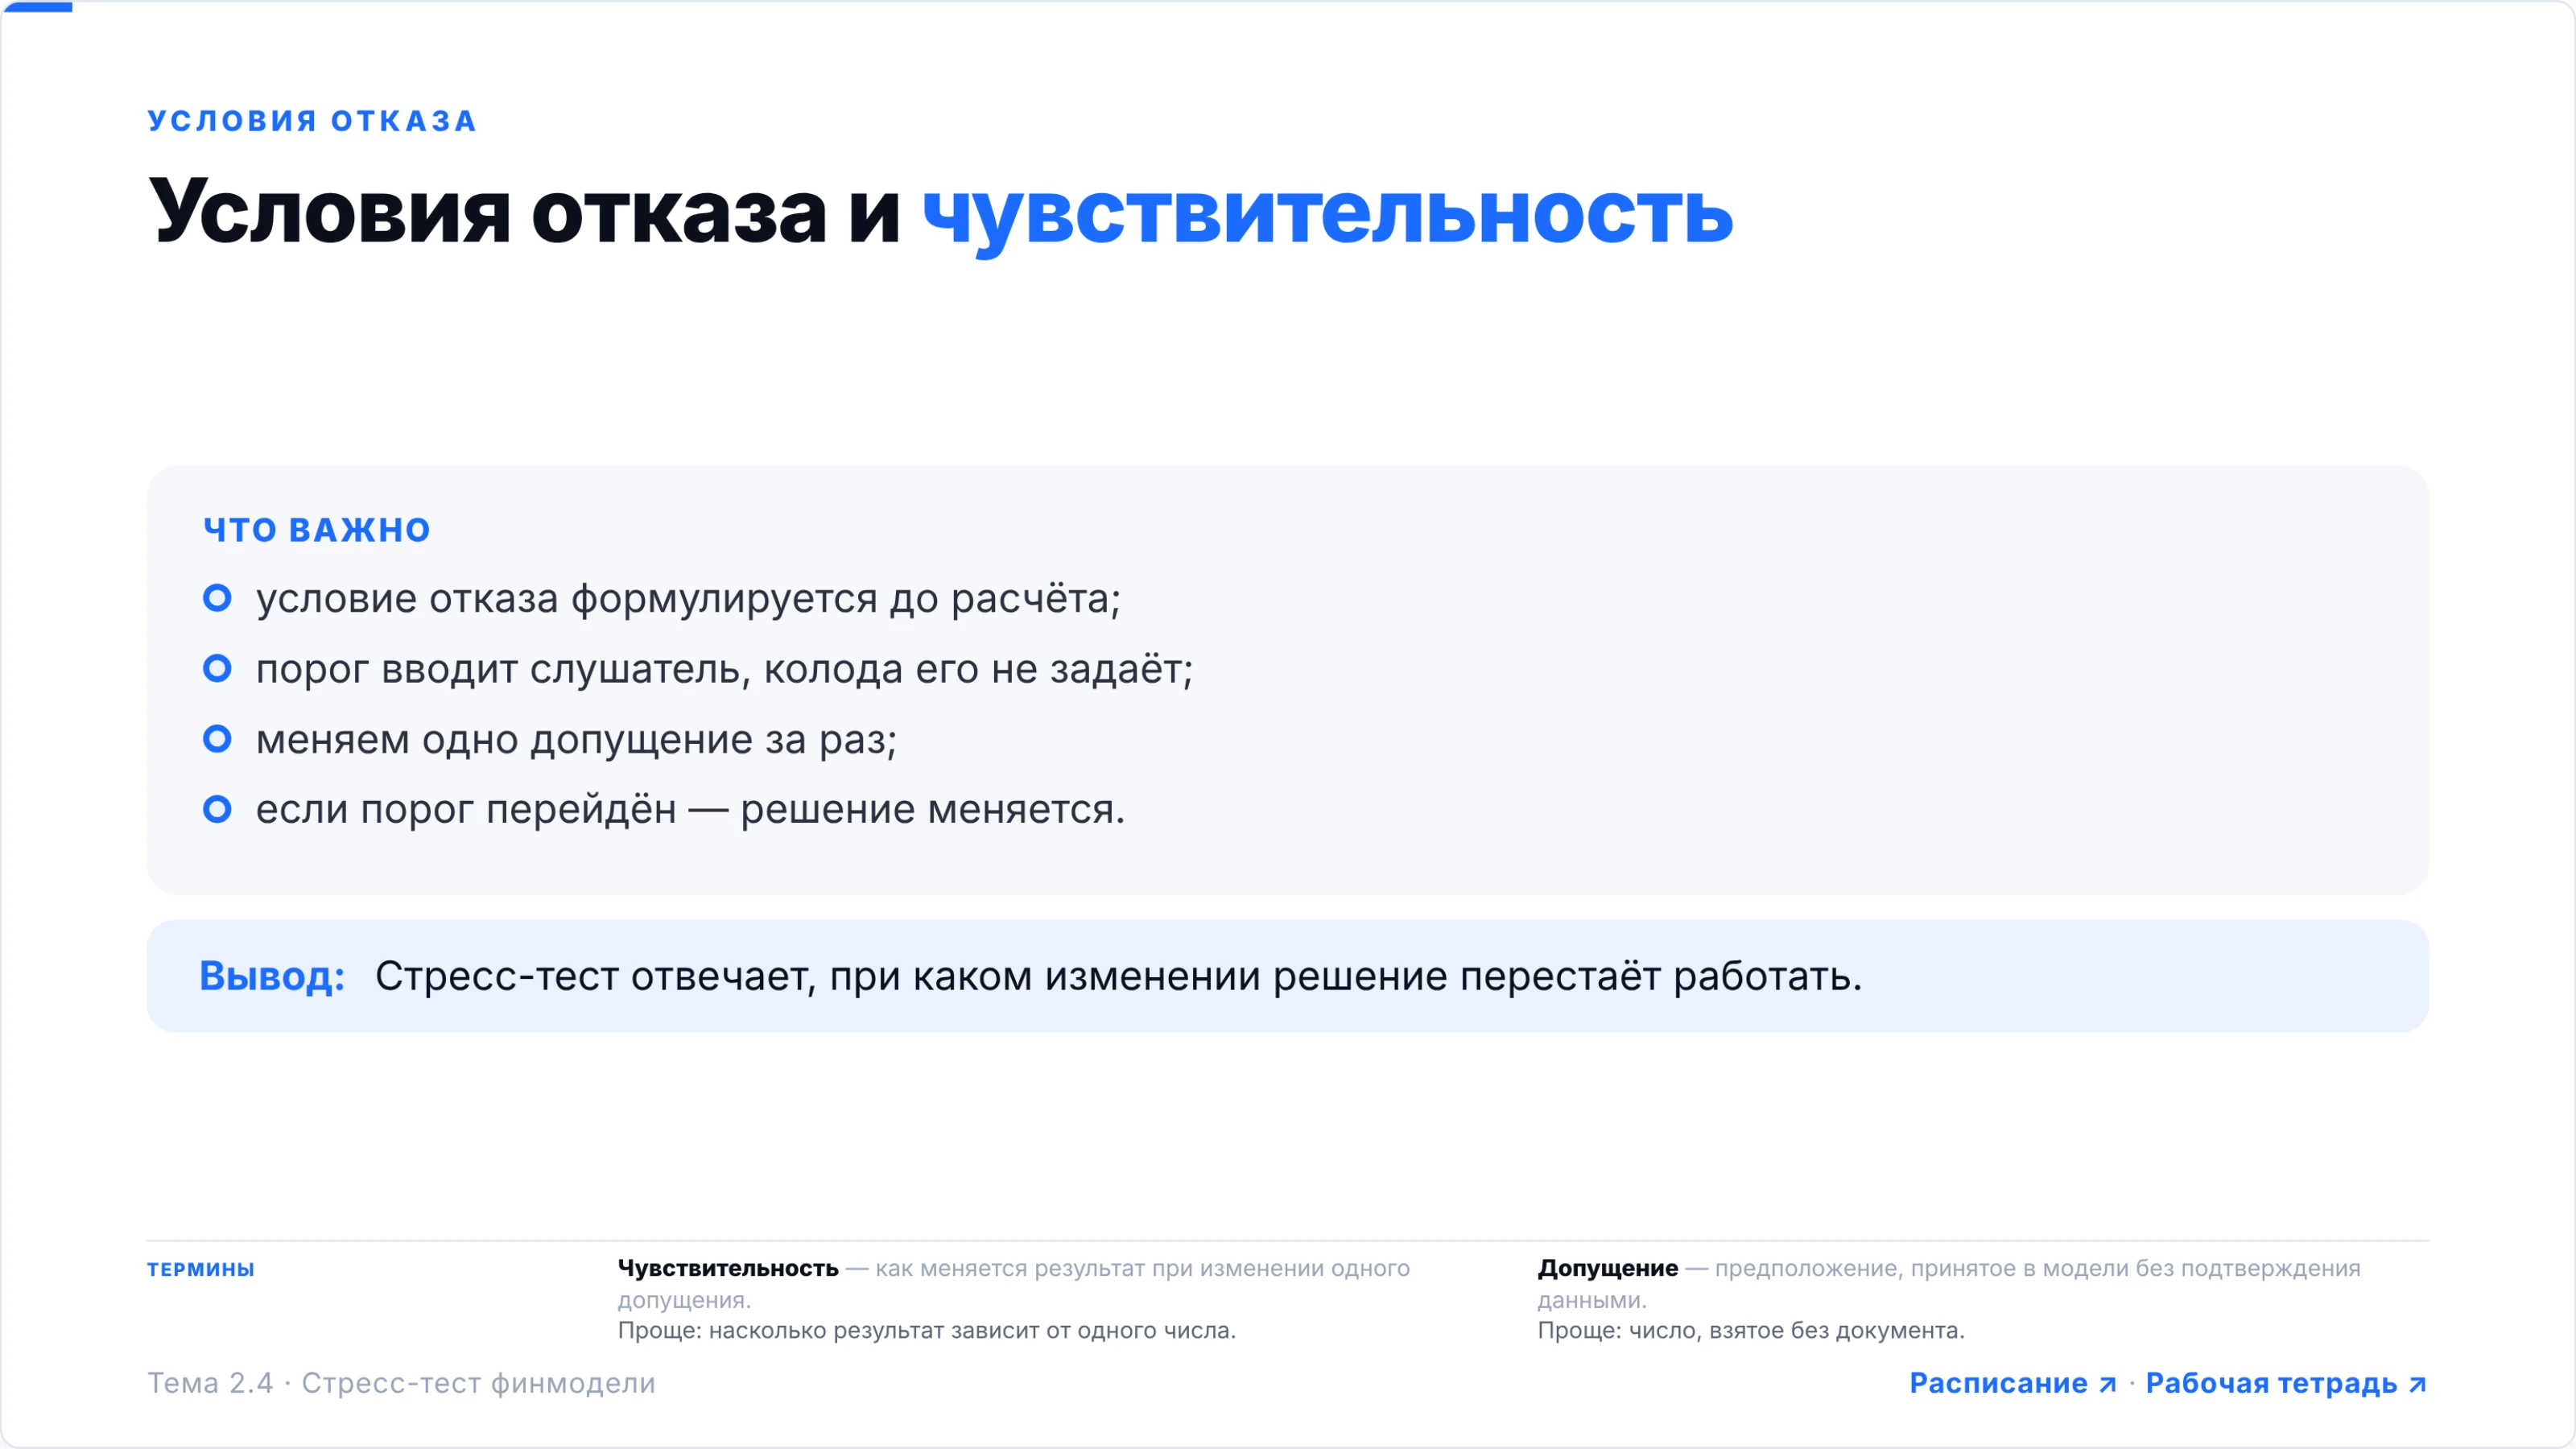 УСЛОВИЯ ОТКАЗА
Условия отказа и чувствительность
ЧТО ВАЖНО
условие отказа формулируется до расчёта;
порог вводит слушатель, колода его не задаёт;
меняем одно допущение за раз;
если порог перейдён — решение меняется.
Вывод: Стресс-тест отвечает, при каком изменении решение перестаёт работать.
ТЕРМИНЫ
Чувствительность — как меняется результат при изменении одного
допущения.
Проще: насколько результат зависит от одного числа.
Допущение — предположение, принятое в модели без подтверждения
данными.
Проще: число, взятое без документа.
Тема 2.4 · Стресс-тест финмодели
Расписание ↗ · Рабочая тетрадь ↗